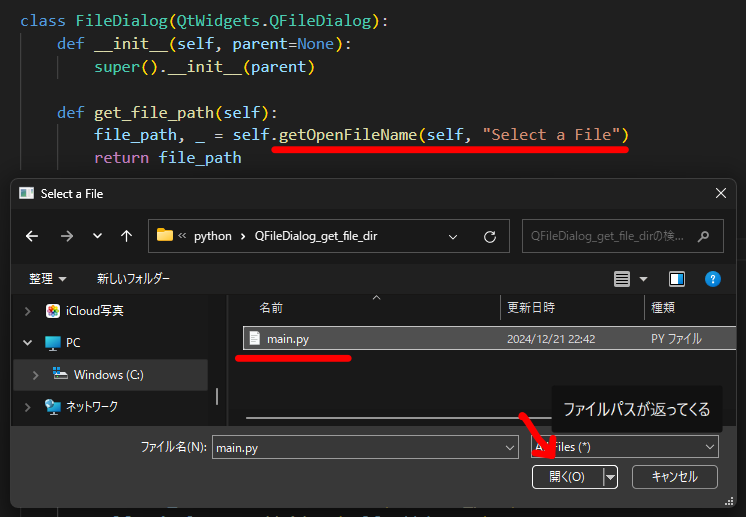 class FileDialog(QtWidgets.QFileDialog):
def __init__(self, parent=None):
super().__init__(parent)
def get_file_path(self):
file_path, _ = self.getOpenFileName(self, "Select a File")
return file_path
Select a File
« python › QFileDialog_get_file_dir
QFileDialog_get_file_dirの検...
整理 新しいフォルダー
iCloud写真
PC
Windows (C:)
ネットワーク
名前 更新日時 種類
main.py 2024/12/21 22:42 PY ファイル
ファイルパスが返ってくる
ファイル名(N): main.py
Files (*)
開く(O) キャンセル